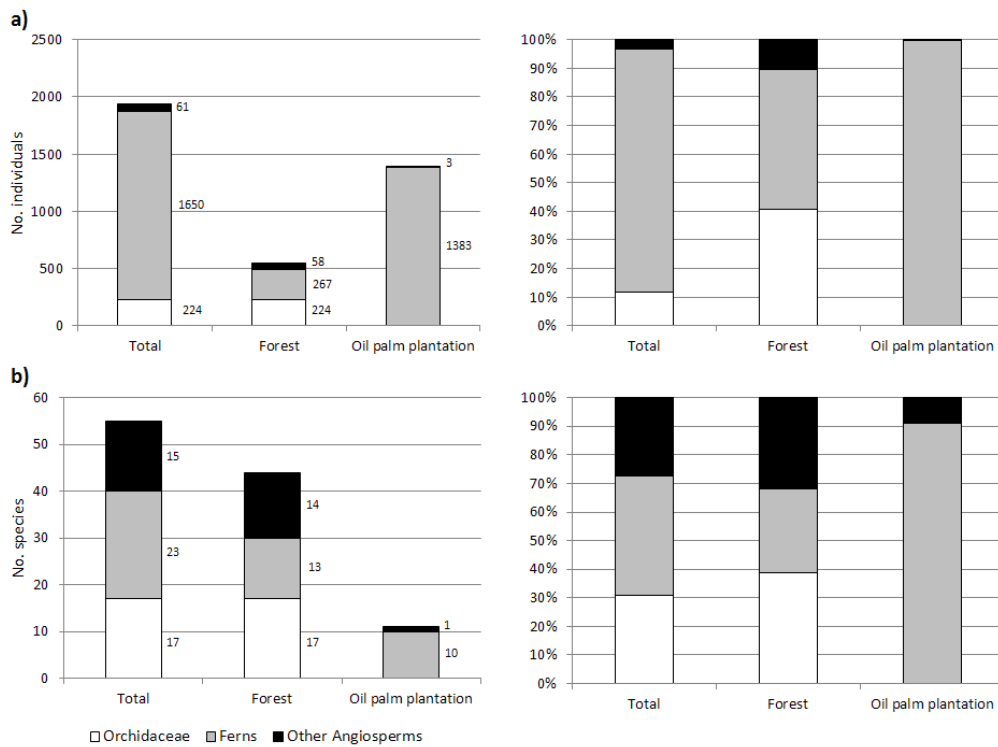 a)
No. individuals
2500
2000
1500
1000
500
0
61
1650
224
58
267
224
3
1383
Total
Forest
Oil palm plantation
100%
90%
80%
70%
60%
50%
40%
30%
20%
10%
0%
Total
Forest
Oil palm plantation
b)
No. species
60
50
40
30
20
10
0
15
23
17
14
13
17
1
10
Total
Forest
Oil palm plantation
100%
90%
80%
70%
60%
50%
40%
30%
20%
10%
0%
Total
Forest
Oil palm plantation
Orchidaceae
Ferns
Other Angiosperms